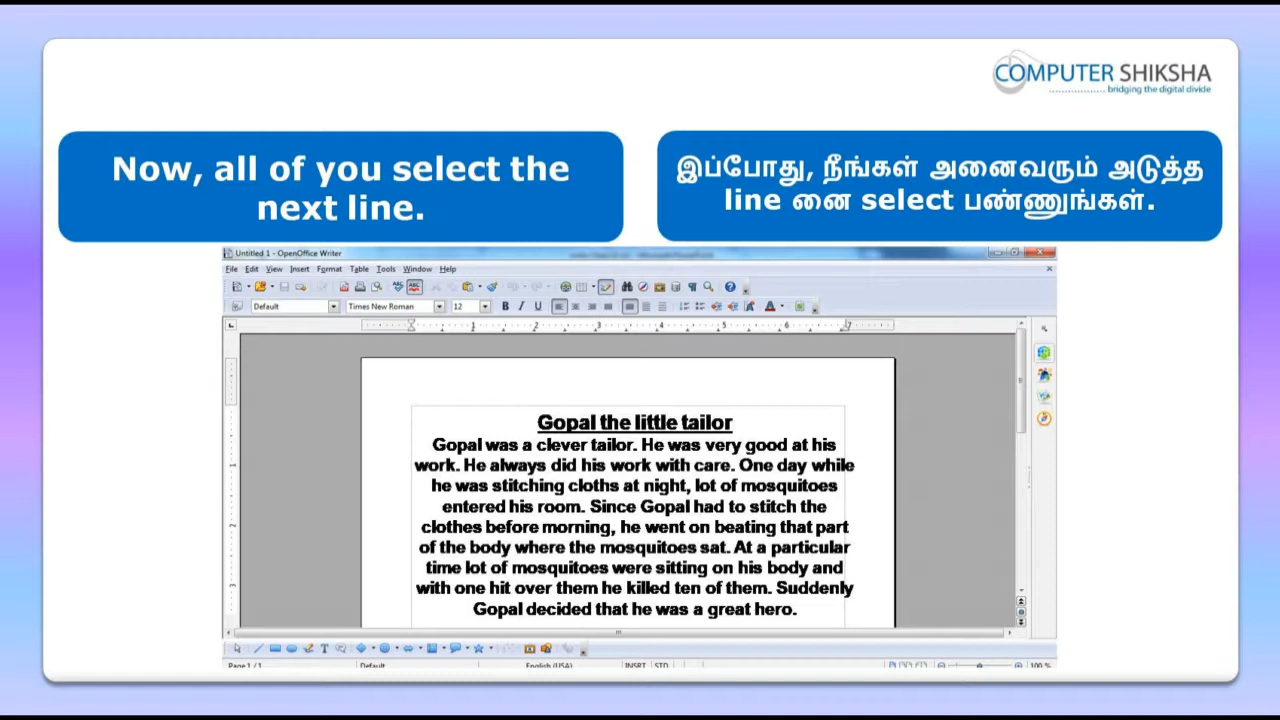 COMPUTER SHIKSHA
bridging the digital divide
Now, all of you select the
next line.
இப்போது, நீங்கள் அனைவரும் அடுத்த
line னை select பண்ணுங்கள்.
Untitled 1 - OpenOffice Writer
File Edit View Insert Format Table Tools Window Help
Default Times New Roman 12 B I U
1 2 3 4 5 6 7
Gopal the little tailor
Gopal was a clever tailor. He was very good at his
work. He always did his work with care. One day while
he was stitching cloths at night, lot of mosquitoes
entered his room. Since Gopal had to stitch the
clothes before morning, he went on beating that part
of the body where the mosquitoes sat. At a particular
time lot of mosquitoes were sitting on his body and
with one hit over them he killed ten of them. Suddenly
Gopal decided that he was a great hero.
Page 1 / 1 Default English (USA) INSRT STD 100 %